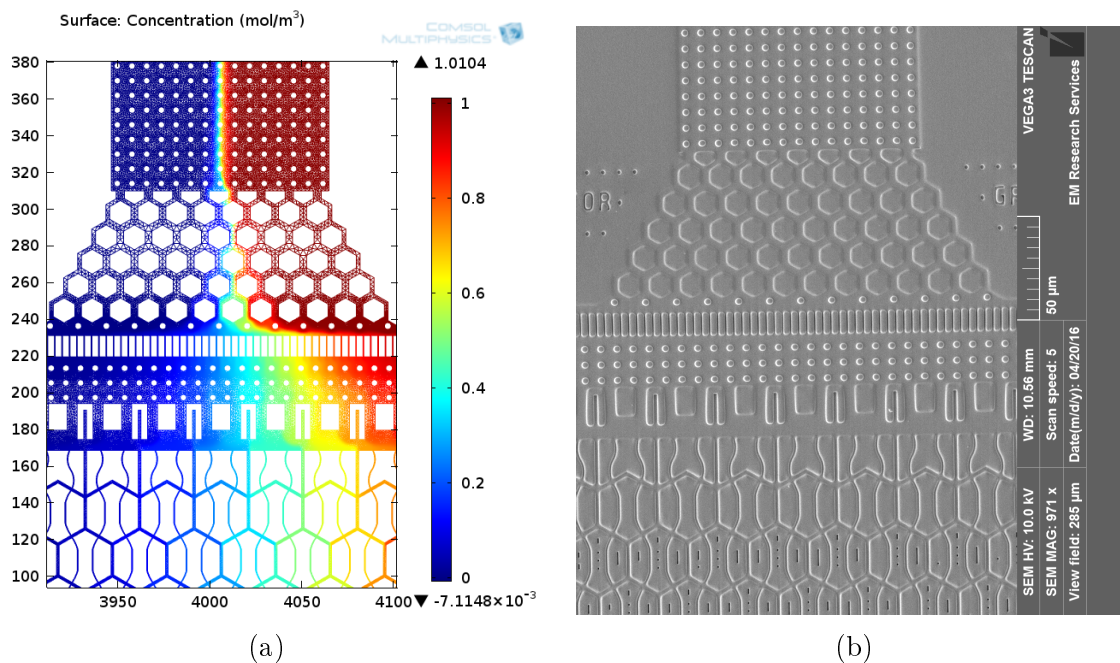 Surface: Concentration (mol/m³)
COMSOL
MULTIPHYSICS
▲ 1.0104
380
360
340
320
300
280
260
240
220
200
180
160
140
120
100
3950
4000
4050
4100
1
0.8
0.6
0.4
0.2
0
▼ -7.1148×10⁻³
(a)
OR
SEM HV: 10.0 kV
WD: 10.56 mm
VEGA3 TESCAN
SEM MAG: 971 x
Scan speed: 5
50 µm
View field: 285 µm
Date(m/d/y): 04/20/16
EM Research Services
(b)